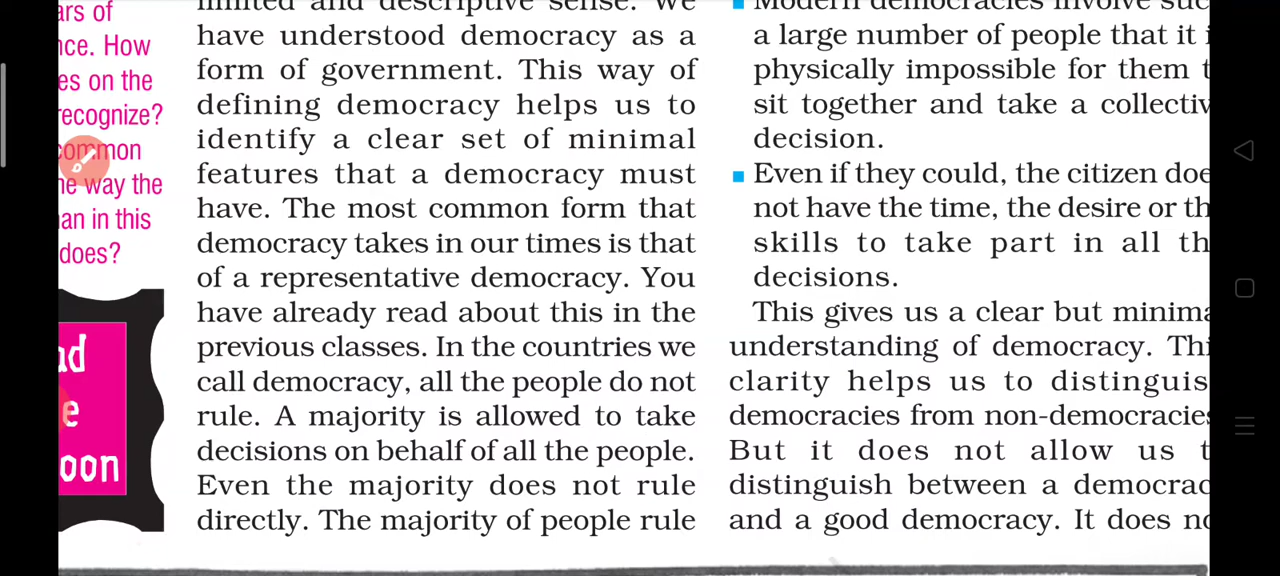 ars of
nce. How
es on the
recognize?
common
ne way the
an in this
does?
ad
e
oon
limited and descriptive sense. We
have understood democracy as a
form of government. This way of
defining democracy helps us to
identify a clear set of minimal
features that a democracy must
have. The most common form that
democracy takes in our times is that
of a representative democracy. You
have already read about this in the
previous classes. In the countries we
call democracy, all the people do not
rule. A majority is allowed to take
decisions on behalf of all the people.
Even the majority does not rule
directly. The majority of people rule
Modern democracies involve suc
a large number of people that it i
physically impossible for them t
sit together and take a collectiv
decision.
Even if they could, the citizen doe
not have the time, the desire or th
skills to take part in all th
decisions.
This gives us a clear but minima
understanding of democracy. Thi
clarity helps us to distinguis
democracies from non-democracies
But it does not allow us t
distinguish between a democrac
and a good democracy. It does no